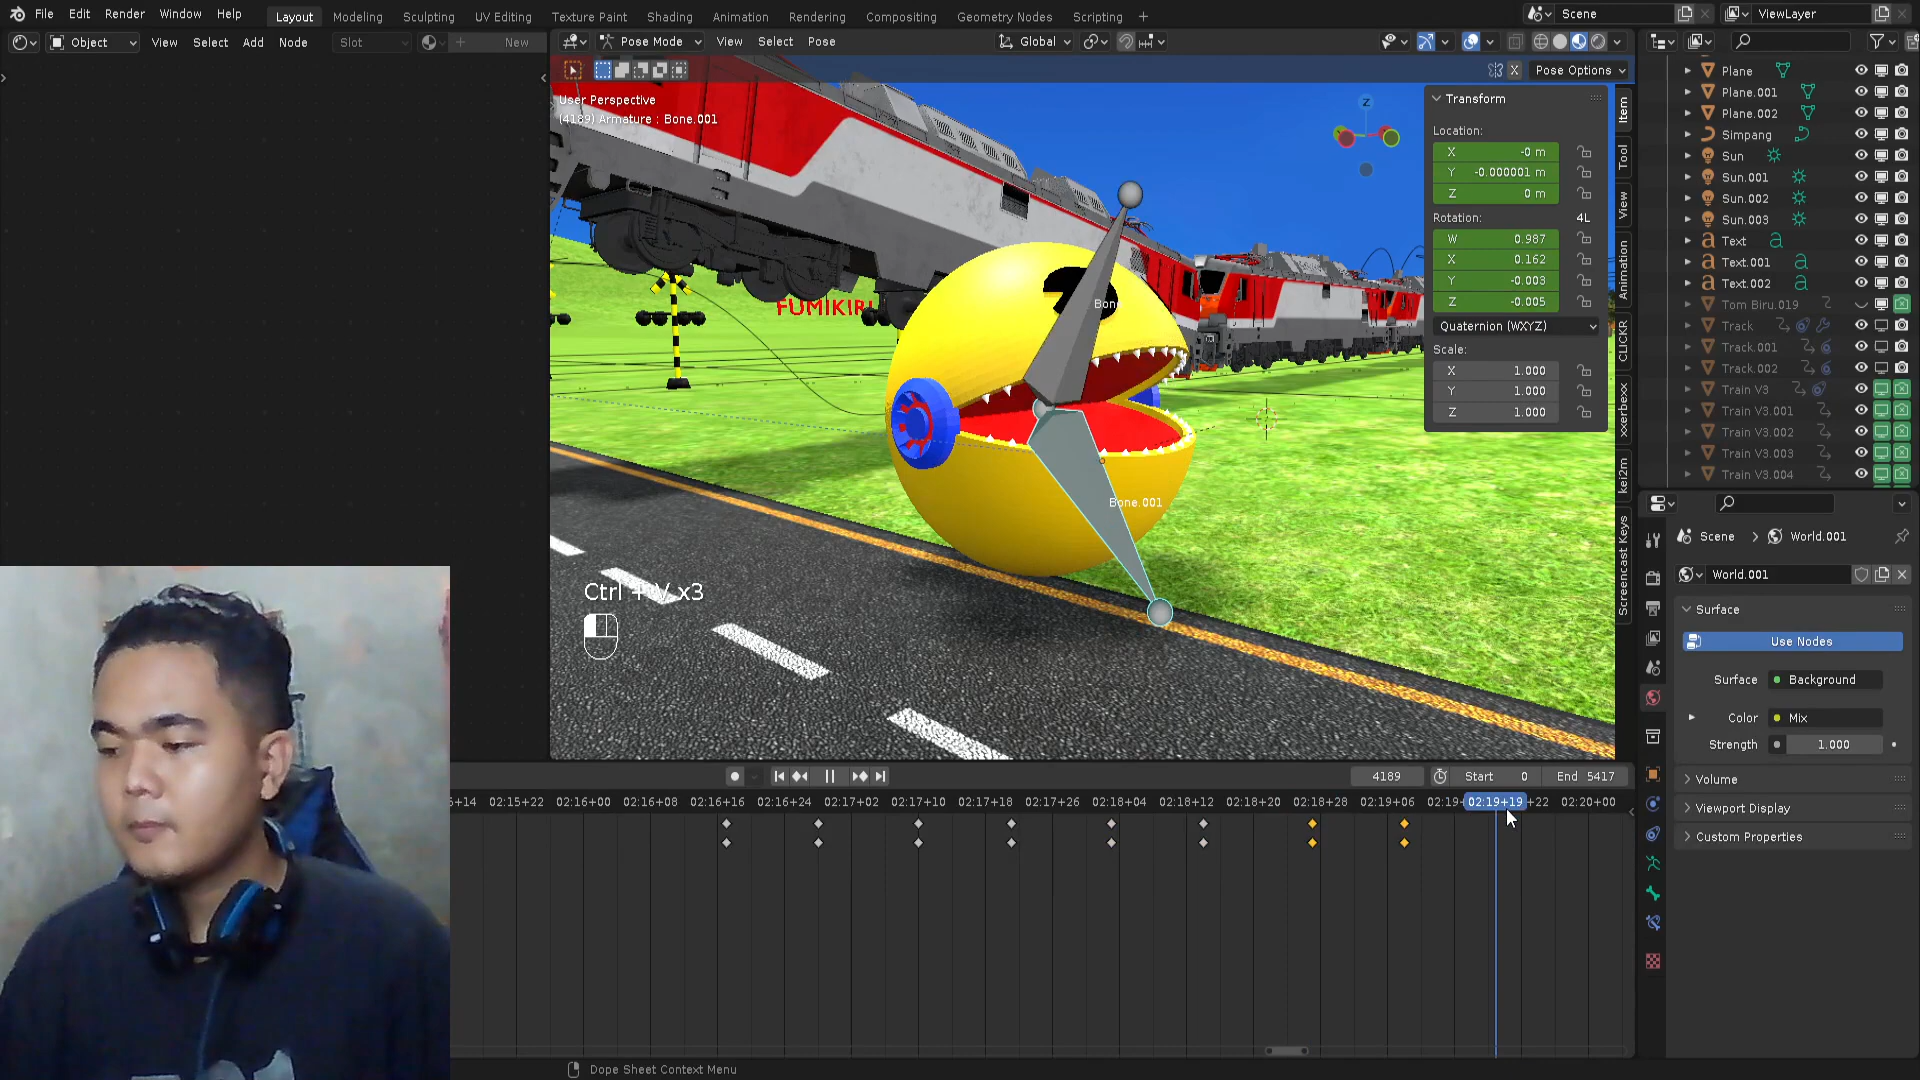 File Edit Render Window Help Layout Modeling Sculpting UV Editing Texture Paint Shading Animation Rendering Compositing Geometry Nodes Scripting + Scene ViewLayer
Object View Select Add Node Slot New Pose Mode View Select Pose Global
X Pose Options
User Perspective
(4189) Armature : Bone.001
Z
Transform
Location:
X -0 m
Y -0.000001 m
Z 0 m
Rotation: 4L
W 0.987
X 0.162
Y -0.003
Z -0.005
Quaternion (WXYZ)
Scale:
X 1.000
Y 1.000
Z 1.000
Item
Tool
View
Animation
CLICKR
xxerbexx
kei2m
Screencast Keys
FUMIKIRI
Bone
Bone.001
Ctrl + V x3
Plane
Plane.001
Plane.002
Simpang
Sun
Sun.001
Sun.002
Sun.003
Text
Text.001
Text.002
Tom Biru.019
Track
Track.001
Track.002
Train V3
Train V3.001
Train V3.002
Train V3.003
Train V3.004
Scene > World.001
World.001
Surface
Use Nodes
Surface Background
Color Mix
Strength 1.000
Volume
Viewport Display
Custom Properties
4189 Start 0 End 5417
02:15+22 02:16+00 02:16+08 02:16+16 02:16+24 02:17+02 02:17+10 02:17+18 02:17+26 02:18+04 02:18+12 02:18+20 02:18+28 02:19+06 02:19+19 02:20+00
Dope Sheet Context Menu